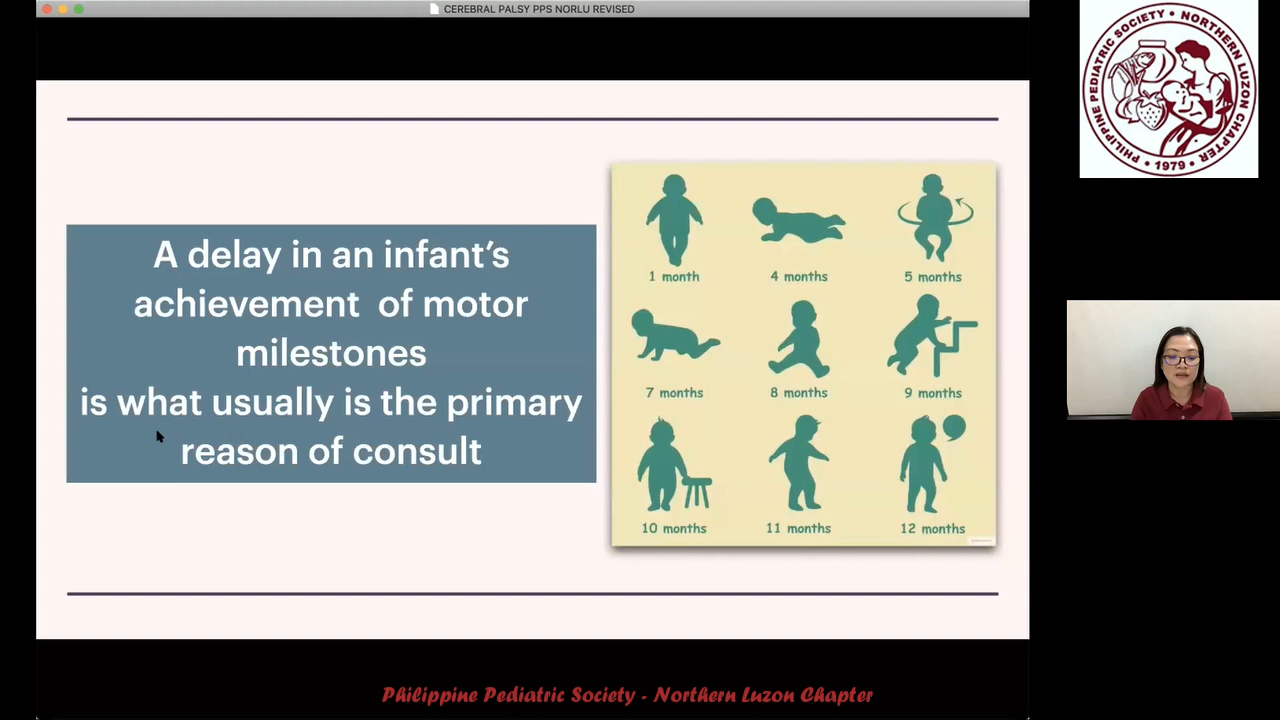 CEREBRAL PALSY PPS NORLU REVISED
A delay in an infant’s
achievement of motor
milestones
is what usually is the primary
reason of consult
1 month
4 months
5 months
7 months
8 months
9 months
10 months
11 months
12 months
PHILIPPINE PEDIATRIC SOCIETY • NORTHERN LUZON CHAPTER
• 1979 •
Philippine Pediatric Society - Northern Luzon Chapter